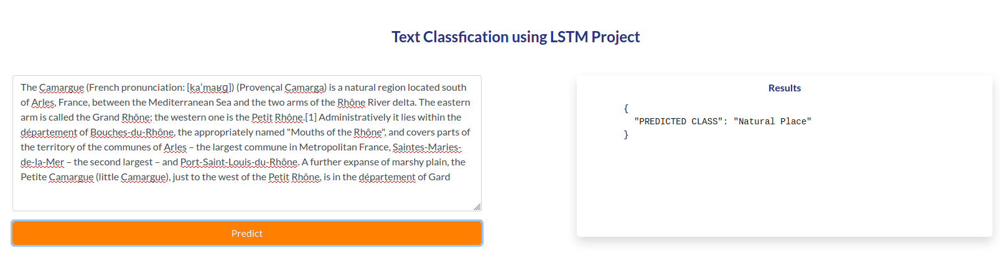 Text Classfication using LSTM Project
The Camargue (French pronunciation: [kaˈmaʁɡ]) (Provençal Camarga) is a natural region located south
of Arles, France, between the Mediterranean Sea and the two arms of the Rhône River delta. The eastern
arm is called the Grand Rhône; the western one is the Petit Rhône.[1] Administratively it lies within the
département of Bouches-du-Rhône, the appropriately named "Mouths of the Rhône", and covers parts of
the territory of the communes of Arles – the largest commune in Metropolitan France, Saintes-Maries-
de-la-Mer – the second largest – and Port-Saint-Louis-du-Rhône. A further expanse of marshy plain, the
Petite Camargue (little Camargue), just to the west of the Petit Rhône, is in the département of Gard
Predict
Results
{
"PREDICTED CLASS": "Natural Place"
}